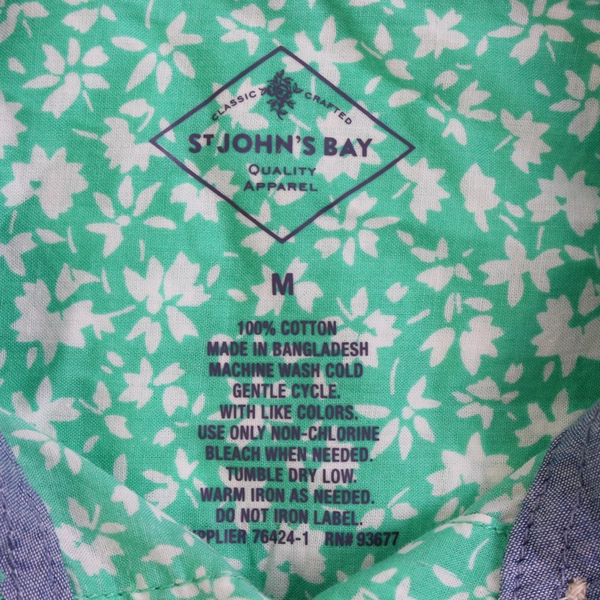 CLASSIC CRAFTED
ST JOHN'S BAY
QUALITY
APPAREL
M
100% COTTON
MADE IN BANGLADESH
MACHINE WASH COLD
GENTLE CYCLE.
WITH LIKE COLORS.
USE ONLY NON-CHLORINE
BLEACH WHEN NEEDED.
TUMBLE DRY LOW.
WARM IRON AS NEEDED.
DO NOT IRON LABEL.
PPLIER 76424-1 RN# 93677